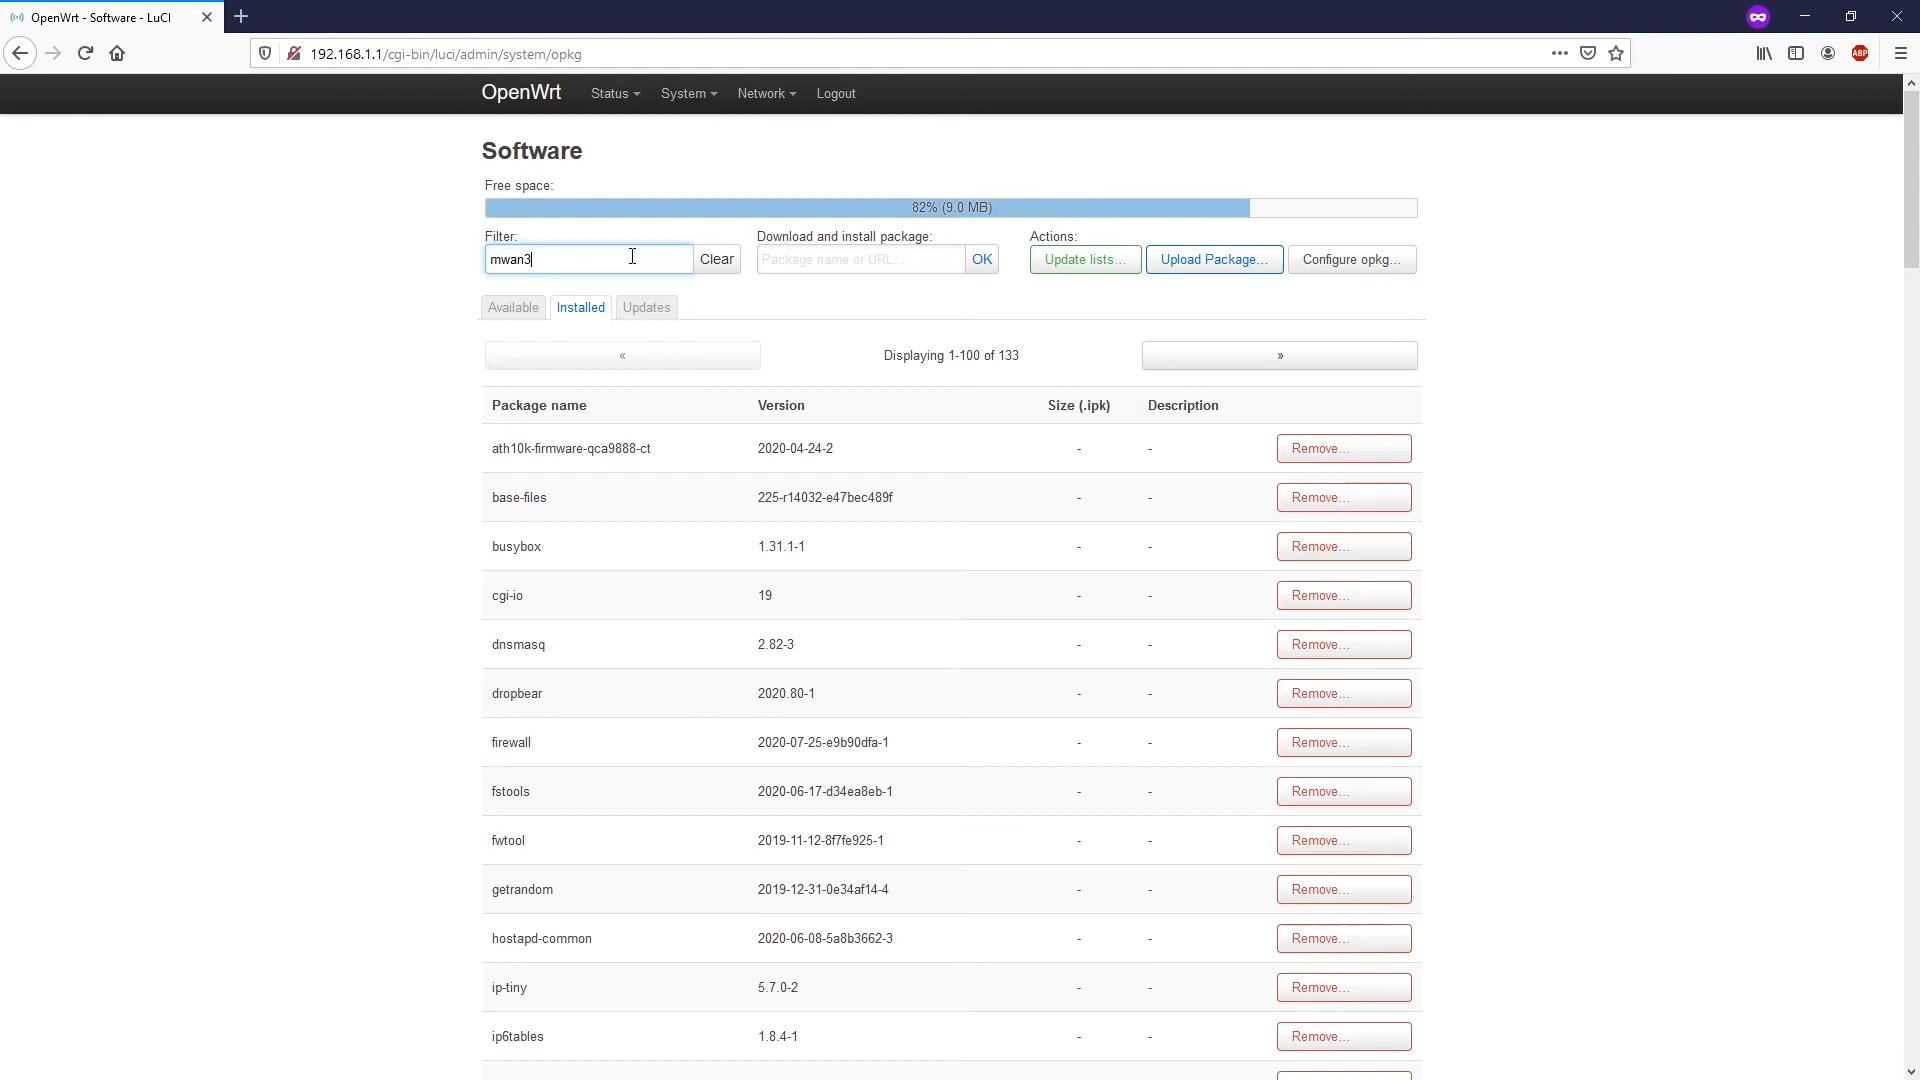 OpenWrt - Software - LuCI
192.168.1.1/cgi-bin/luci/admin/system/opkg
ABP
OpenWrt Status System Network Logout
Software
Free space:
82% (9.0 MB)
Filter: Download and install package: Actions:
mwan3 Clear Package name or URL... OK Update lists... Upload Package... Configure opkg...
Available Installed Updates
« Displaying 1-100 of 133 »
Package name Version Size (.ipk) Description
ath10k-firmware-qca9888-ct 2020-04-24-2 - - Remove...
base-files 225-r14032-e47bec489f - - Remove...
busybox 1.31.1-1 - - Remove...
cgi-io 19 - - Remove...
dnsmasq 2.82-3 - - Remove...
dropbear 2020.80-1 - - Remove...
firewall 2020-07-25-e9b90dfa-1 - - Remove...
fstools 2020-06-17-d34ea8eb-1 - - Remove...
fwtool 2019-11-12-8f7fe925-1 - - Remove...
getrandom 2019-12-31-0e34af14-4 - - Remove...
hostapd-common 2020-06-08-5a8b3662-3 - - Remove...
ip-tiny 5.7.0-2 - - Remove...
ip6tables 1.8.4-1 - - Remove...